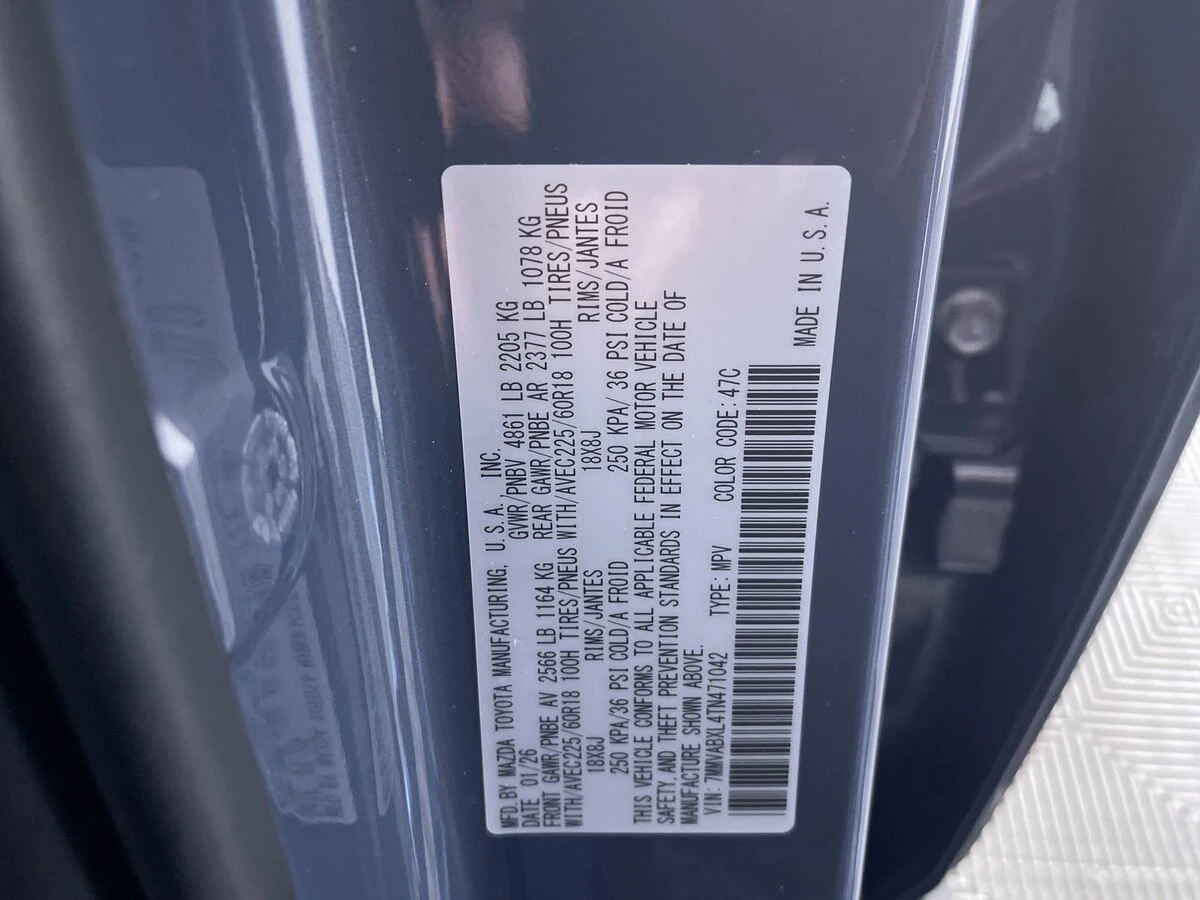 MFD. BY MAZDA TOYOTA MANUFACTURING, U.S.A. INC.
DATE 01/26 GVWR/PNBV 4861 LB 2205 KG
FRONT GAWR/PNBE AV 2566 LB 1164 KG REAR GAWR/PNBE AR 2377 LB 1078 KG
WITH/AVEC225/60R18 100H TIRES/PNEUS WITH/AVEC225/60R18 100H TIRES/PNEUS
18X8J RIMS/JANTES 18X8J RIMS/JANTES
250 KPA/36 PSI COLD/A FROID 250 KPA/ 36 PSI COLD/A FROID
THIS VEHICLE CONFORMS TO ALL APPLICABLE FEDERAL MOTOR VEHICLE
SAFETY, AND THEFT PREVENTION STANDARDS IN EFFECT ON THE DATE OF
MANUFACTURE SHOWN ABOVE.
VIN: 7MMVABXL4TN471042 TYPE: MPV COLOR CODE: 47C
MADE IN U.S.A.